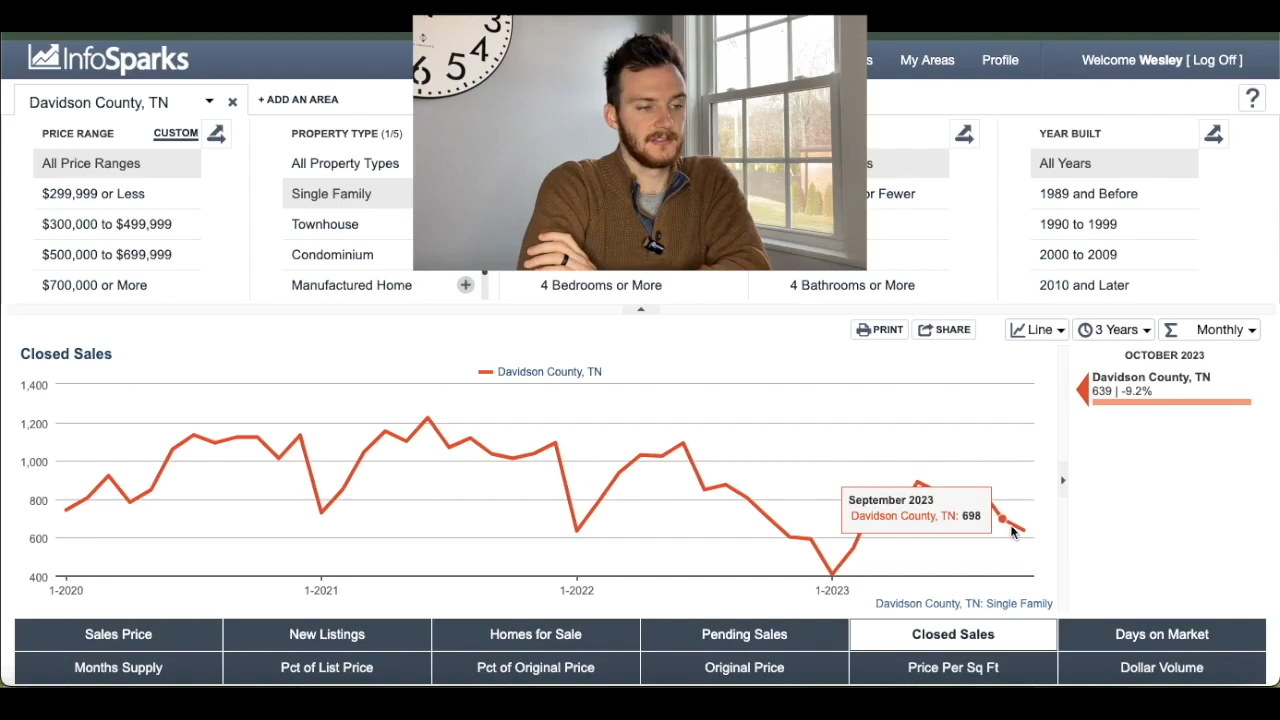 InfoSparks
s
My Areas
Profile
Welcome Wesley [ Log Off ]
Davidson County, TN
+ ADD AN AREA
?
PRICE RANGE
CUSTOM
All Price Ranges
$299,999 or Less
$300,000 to $499,999
$500,000 to $699,999
$700,000 or More
PROPERTY TYPE (1/5)
All Property Types
Single Family
Townhouse
Condominium
Manufactured Home
4 Bedrooms or More
s
or Fewer
4 Bathrooms or More
YEAR BUILT
All Years
1989 and Before
1990 to 1999
2000 to 2009
2010 and Later
3
4
5
6
PRINT
SHARE
Line
3 Years
Monthly
Closed Sales
Davidson County, TN
1,400
1,200
1,000
800
600
400
1-2020
1-2021
1-2022
1-2023
September 2023
Davidson County, TN: 698
Davidson County, TN: Single Family
OCTOBER 2023
Davidson County, TN
639 | -9.2%
Sales Price
New Listings
Homes for Sale
Pending Sales
Closed Sales
Days on Market
Months Supply
Pct of List Price
Pct of Original Price
Original Price
Price Per Sq Ft
Dollar Volume